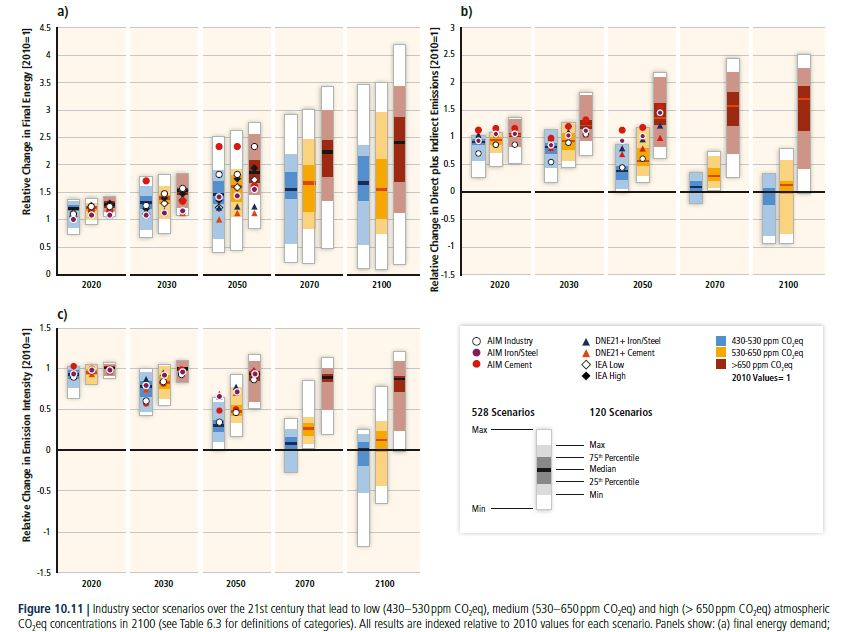 a)
Relative Change in Final Energy [2010=1]
4.5
4
3.5
3
2.5
2
1.5
1
0.5
0
2020 2030 2050 2070 2100
b)
Relative Change in Direct plus Indirect Emissions [2010=1]
3
2.5
2
1.5
1
0.5
0
-0.5
-1
-1.5
2020 2030 2050 2070 2100
c)
Relative Change in Emission Intensity [2010=1]
1.5
1
0.5
0
-0.5
-1
-1.5
2020 2030 2050 2070 2100
AIM Industry
AIM Iron/Steel
AIM Cement
DNE21+ Iron/Steel
DNE21+ Cement
IEA Low
IEA High
430-530 ppm CO₂eq
530-650 ppm CO₂eq
>650 ppm CO₂eq
2010 Values= 1
528 Scenarios 120 Scenarios
Max
Min
Max
75th Percentile
Median
25th Percentile
Min
Figure 10.11 | Industry sector scenarios over the 21st century that lead to low (430–530 ppm CO₂eq), medium (530–650 ppm CO₂eq) and high (> 650 ppm CO₂eq) atmospheric
CO₂eq concentrations in 2100 (see Table 6.3 for definitions of categories). All results are indexed relative to 2010 values for each scenario. Panels show: (a) final energy demand;